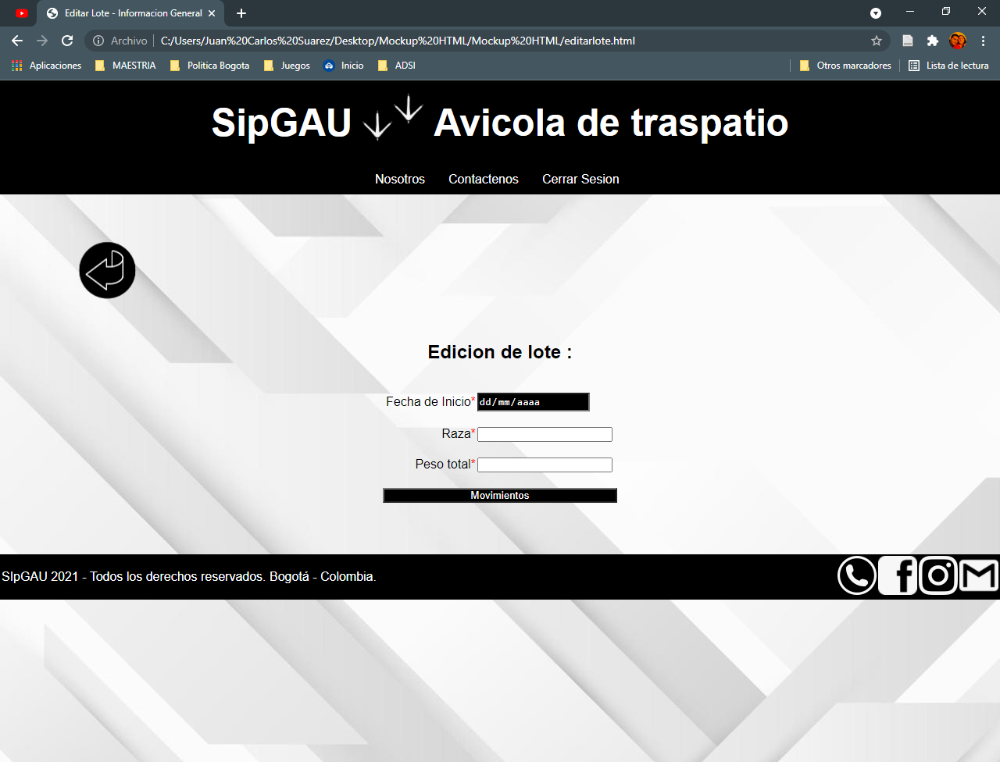 Editar Lote - Informacion General
Archivo C:/Users/Juan%20Carlos%20Suarez/Desktop/Mockup%20HTML/Mockup%20HTML/editarlote.html
Aplicaciones MAESTRIA Politica Bogota Juegos Inicio ADSI Otros marcadores Lista de lectura
SipGAU Avicola de traspatio
Nosotros Contactenos Cerrar Sesion
Edicion de lote :
Fecha de Inicio* dd/mm/aaaa
Raza*
Peso total*
Movimientos
SIpGAU 2021 - Todos los derechos reservados. Bogotá - Colombia.